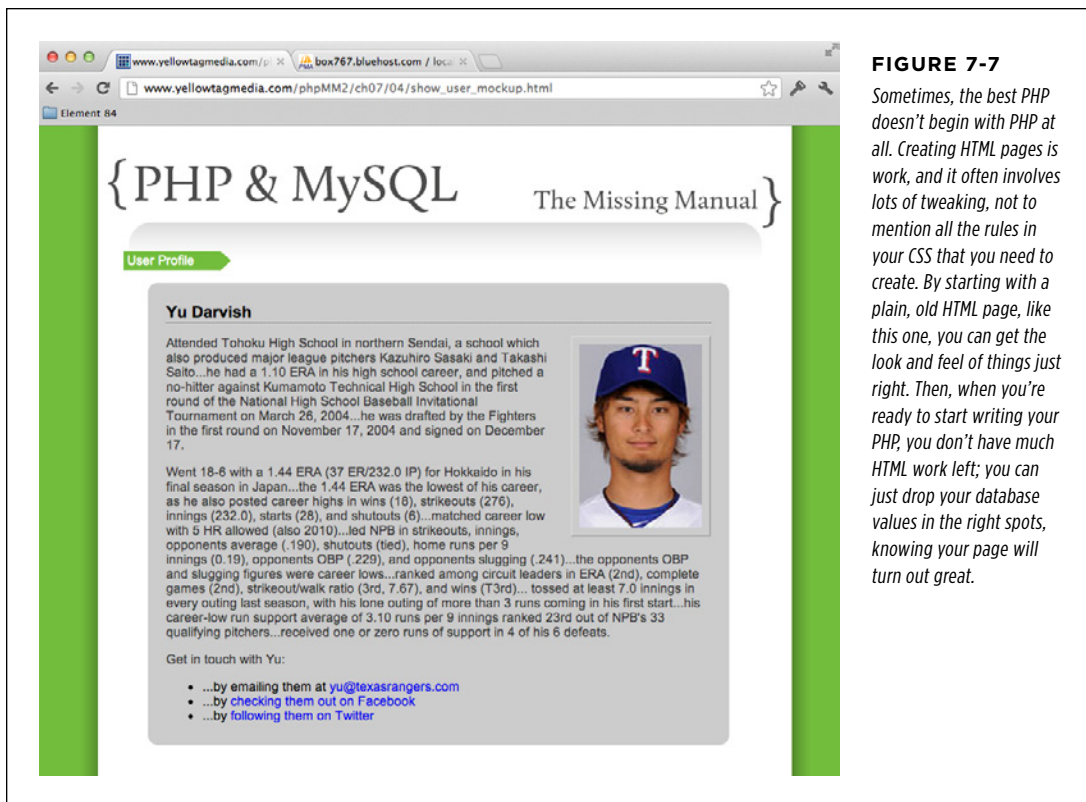 www.yellowtagmedia.com/p
box767.bluehost.com / loca
www.yellowtagmedia.com/phpMM2/ch07/04/show_user_mockup.html
Element 84
{PHP & MySQL
The Missing Manual}
User Profile
Yu Darvish
T
Attended Tohoku High School in northern Sendai, a school which
also produced major league pitchers Kazuhiro Sasaki and Takashi
Saito...he had a 1.10 ERA in his high school career, and pitched a
no-hitter against Kumamoto Technical High School in the first
round of the National High School Baseball Invitational
Tournament on March 26, 2004...he was drafted by the Fighters
in the first round on November 17, 2004 and signed on December
17.
Went 18-6 with a 1.44 ERA (37 ER/232.0 IP) for Hokkaido in his
final season in Japan...the 1.44 ERA was the lowest of his career,
as he also posted career highs in wins (18), strikeouts (276),
innings (232.0), starts (28), and shutouts (6)...matched career low
with 5 HR allowed (also 2010)...led NPB in strikeouts, innings,
opponents average (.190), shutouts (tied), home runs per 9
innings (0.19), opponents OBP (.229), and opponents slugging (.241)...the opponents OBP
and slugging figures were career lows...ranked among circuit leaders in ERA (2nd), complete
games (2nd), strikeout/walk ratio (3rd, 7.67), and wins (T3rd)... tossed at least 7.0 innings in
every outing last season, with his lone outing of more than 3 runs coming in his first start...his
career-low run support average of 3.10 runs per 9 innings ranked 23rd out of NPB's 33
qualifying pitchers...received one or zero runs of support in 4 of his 6 defeats.
Get in touch with Yu:
• ...by emailing them at yu@texasrangers.com
• ...by checking them out on Facebook
• ...by following them on Twitter
FIGURE 7-7
Sometimes, the best PHP
doesn't begin with PHP at
all. Creating HTML pages is
work, and it often involves
lots of tweaking, not to
mention all the rules in
your CSS that you need to
create. By starting with a
plain, old HTML page, like
this one, you can get the
look and feel of things just
right. Then, when you're
ready to start writing your
PHP, you don't have much
HTML work left; you can
just drop your database
values in the right spots,
knowing your page will
turn out great.